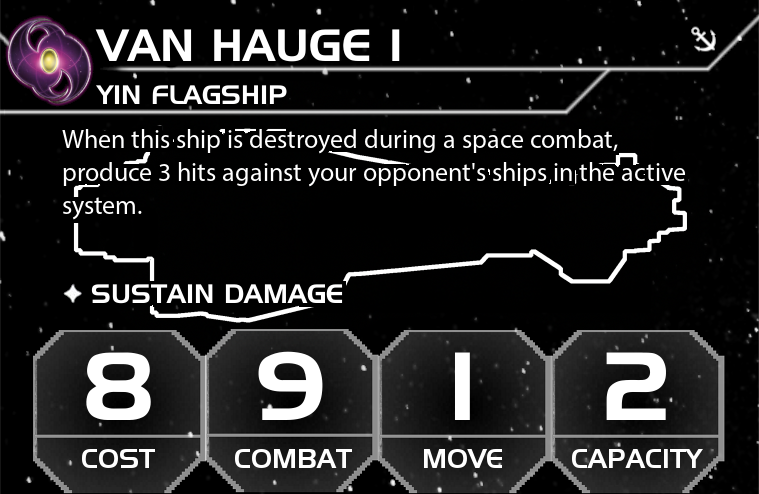 VAN HAUGE I
YIN FLAGSHIP
When this ship is destroyed during a space combat,
produce 3 hits against your opponent's ships in the active
system.
SUSTAIN DAMAGE
8 9 1 2
COST COMBAT MOVE CAPACITY